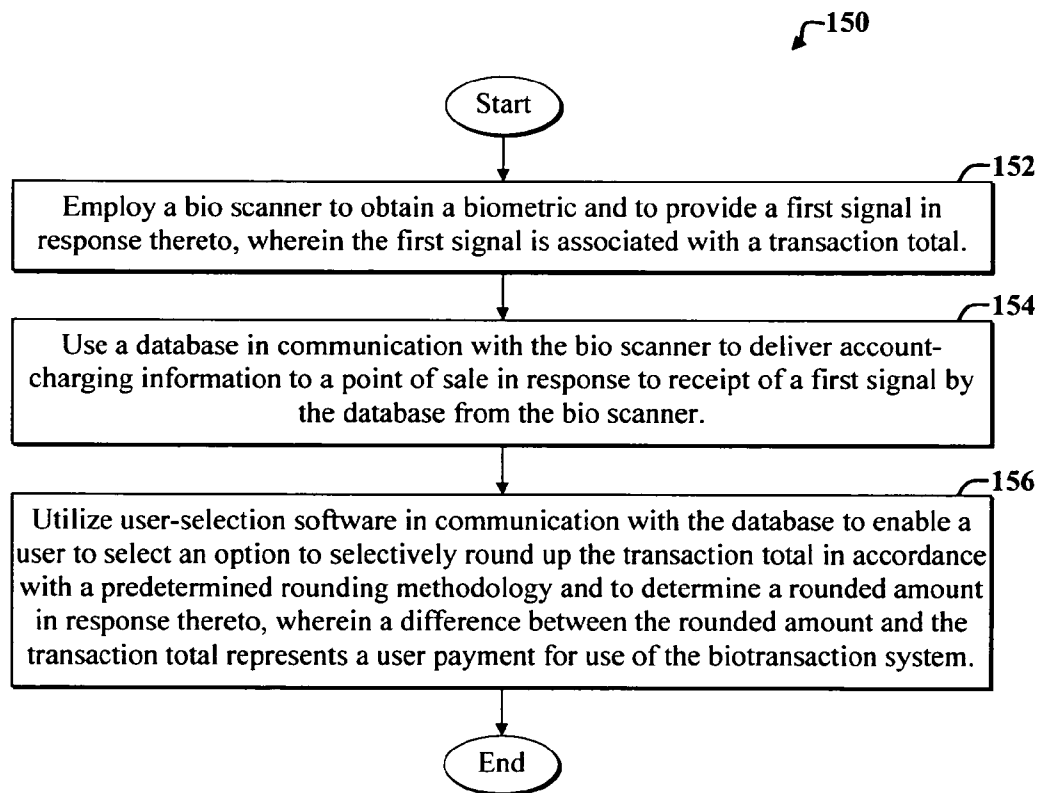 150
Start
152
Employ a bio scanner to obtain a biometric and to provide a first signal in
response thereto, wherein the first signal is associated with a transaction total.
154
Use a database in communication with the bio scanner to deliver account-
charging information to a point of sale in response to receipt of a first signal by
the database from the bio scanner.
156
Utilize user-selection software in communication with the database to enable a
user to select an option to selectively round up the transaction total in accordance
with a predetermined rounding methodology and to determine a rounded amount
in response thereto, wherein a difference between the rounded amount and the
transaction total represents a user payment for use of the biotransaction system.
End